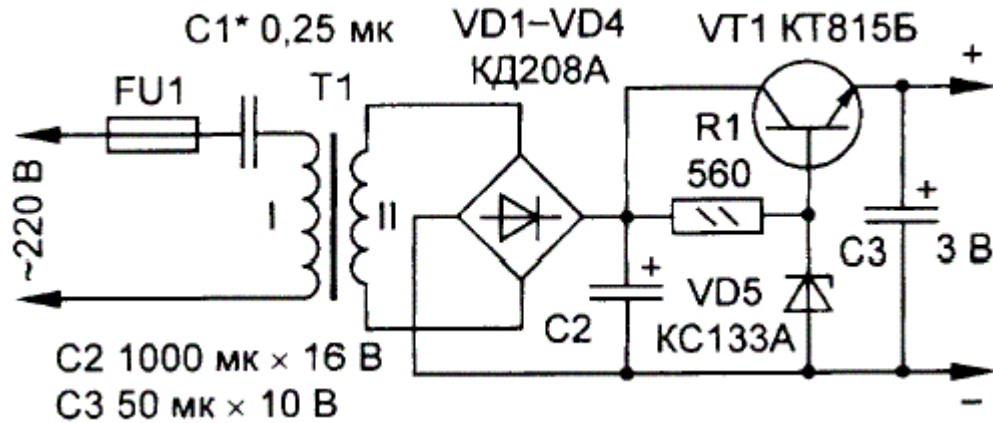 C1* 0,25 мк
VD1–VD4
КД208А
VT1 КТ815Б
+
FU1
T1
R1
560
~220 В
I
II
+
C2
VD5
КС133А
+
C3
3 В
C2 1000 мк × 16 В
C3 50 мк × 10 В
–